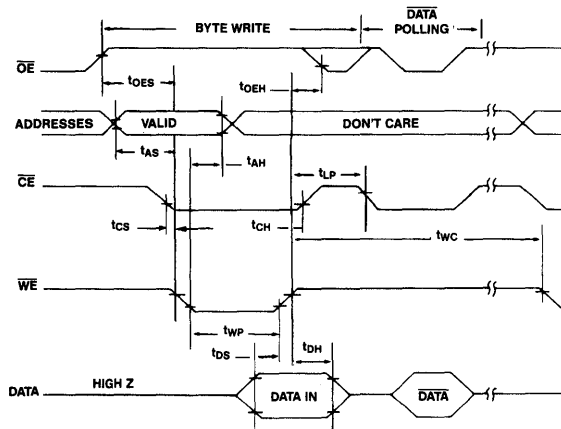 BYTE WRITE
DATA
POLLING
OE
tOES
tOEH
ADDRESSES
VALID
DON'T CARE
tAS
tAH
CE
tLP
tCS
tCH
tWC
WE
tWP
tDS
tDH
DATA
HIGH Z
DATA IN
DATA